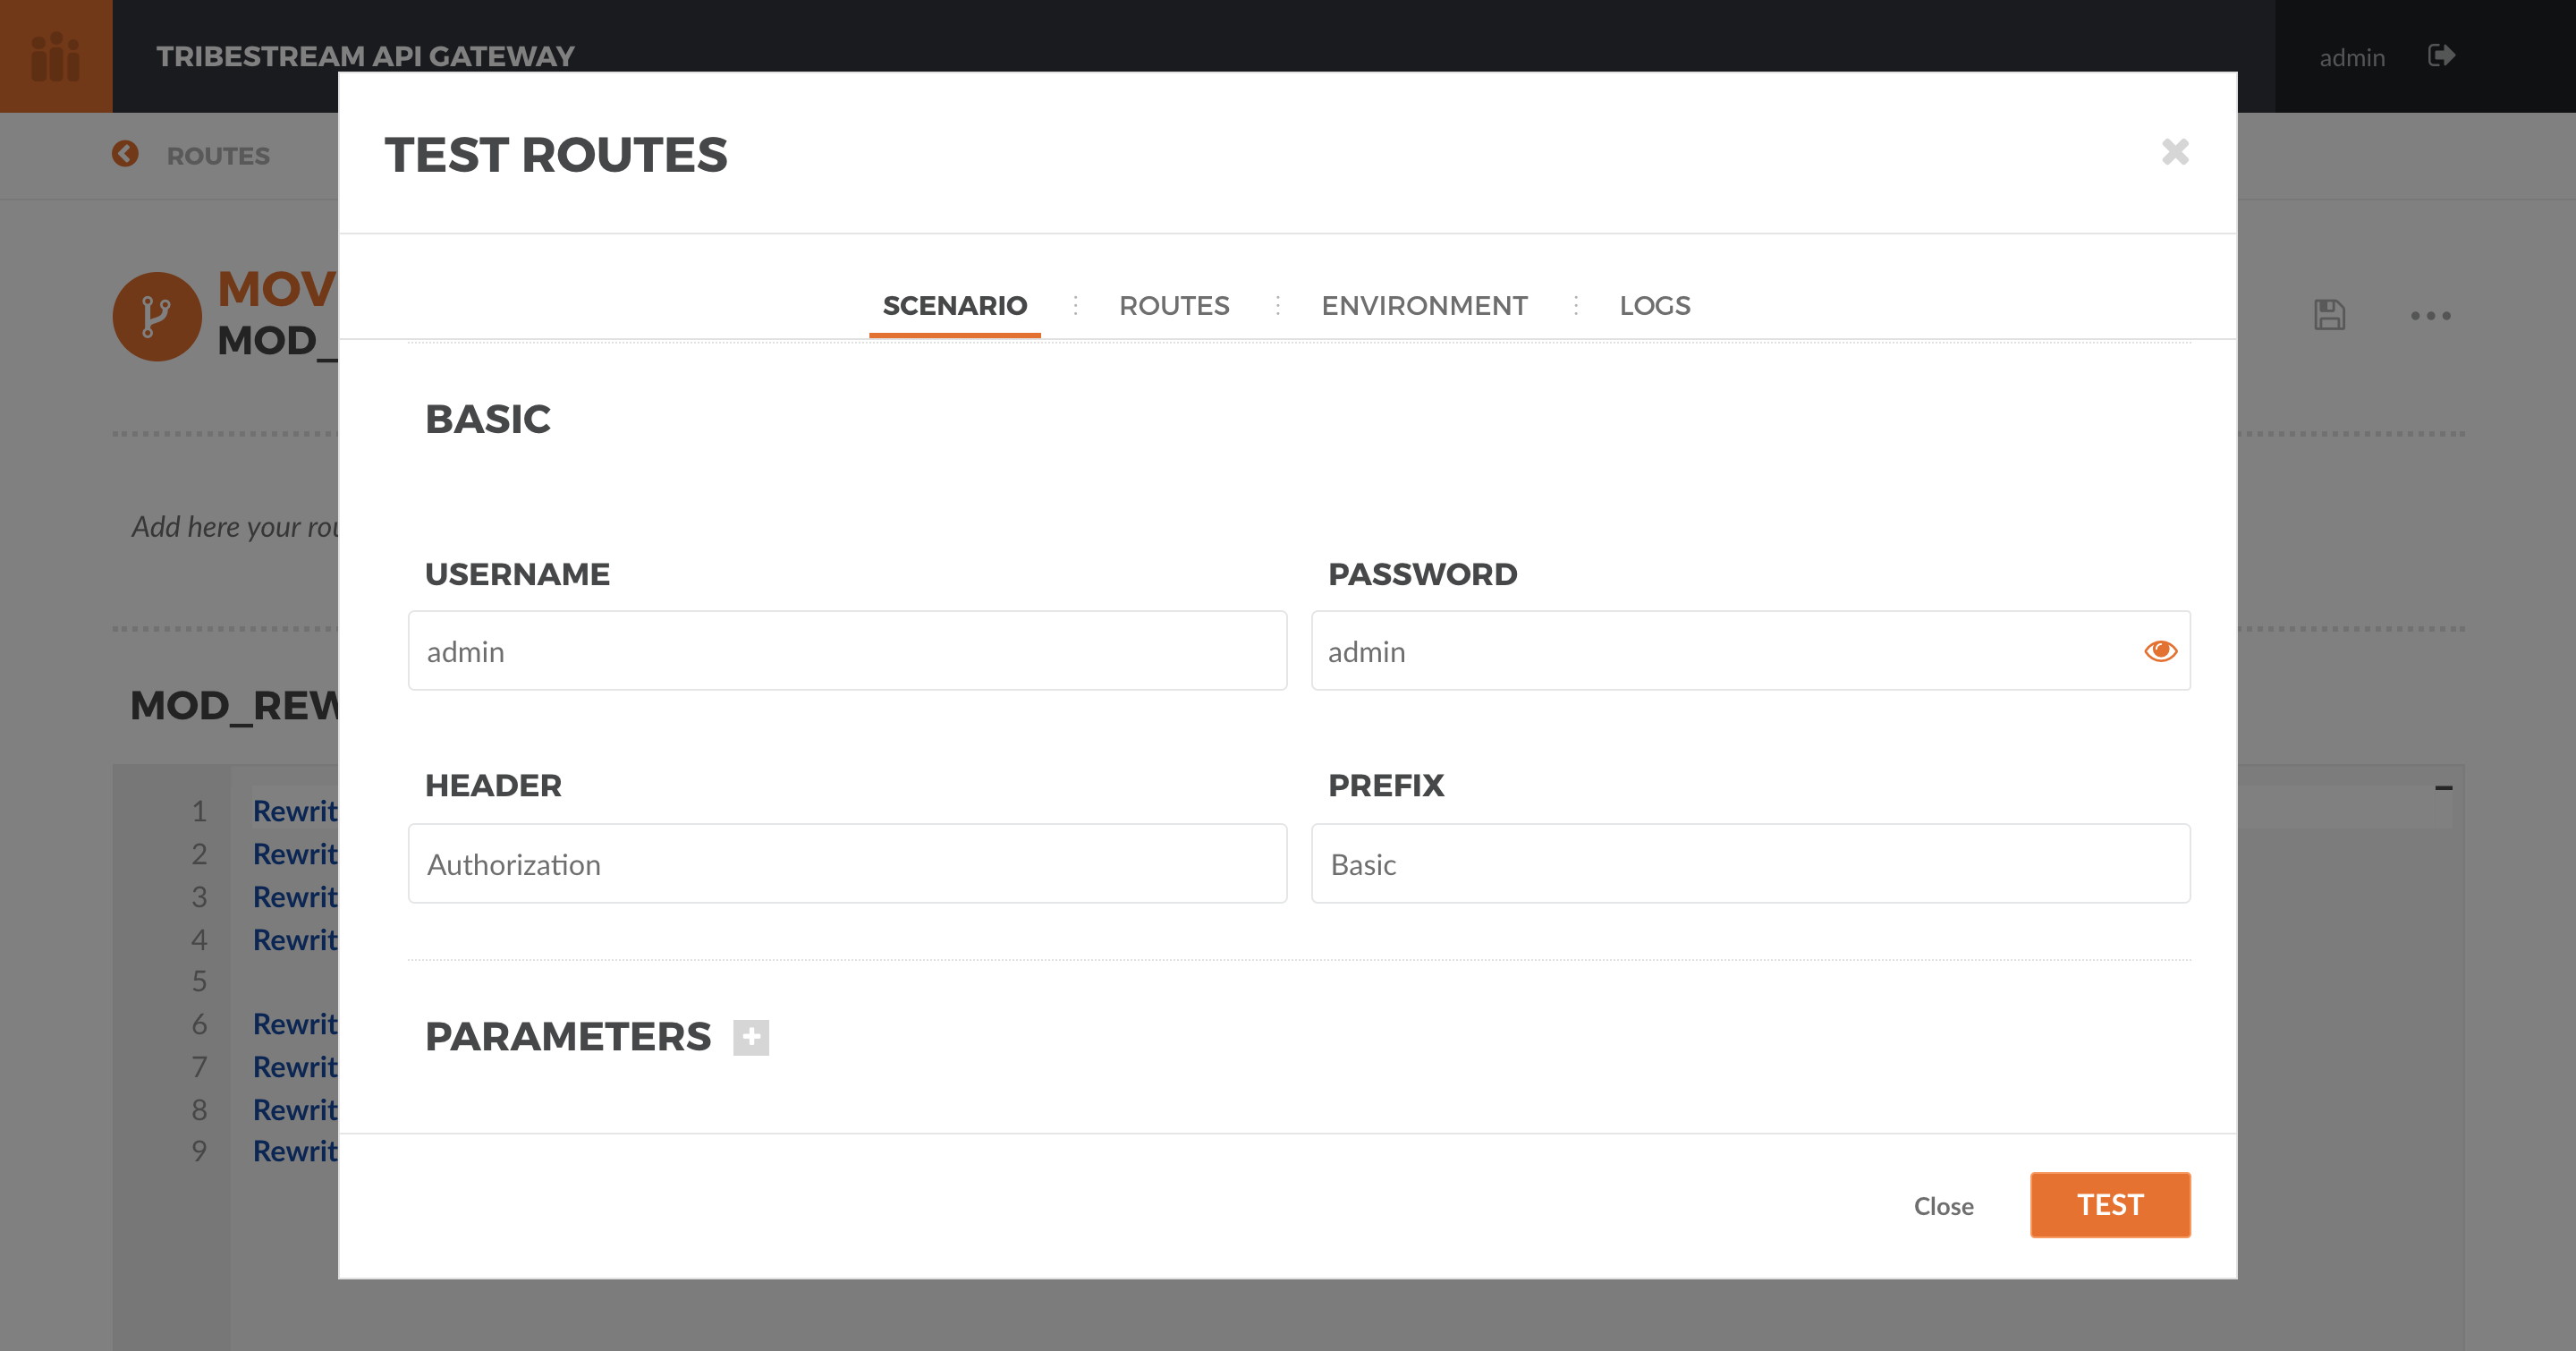 TRIBESTREAM API GATEWAY
admin
ROUTES
TEST ROUTES
MOV
MOD_
SCENARIO
ROUTES
ENVIRONMENT
LOGS
BASIC
Add here your rou
USERNAME
PASSWORD
admin
admin
MOD_REW
HEADER
PREFIX
Authorization
Basic
1 Rewrit
2 Rewrit
3 Rewrit
4 Rewrit
5
6 Rewrit
7 Rewrit
8 Rewrit
9 Rewrit
PARAMETERS
Close
TEST